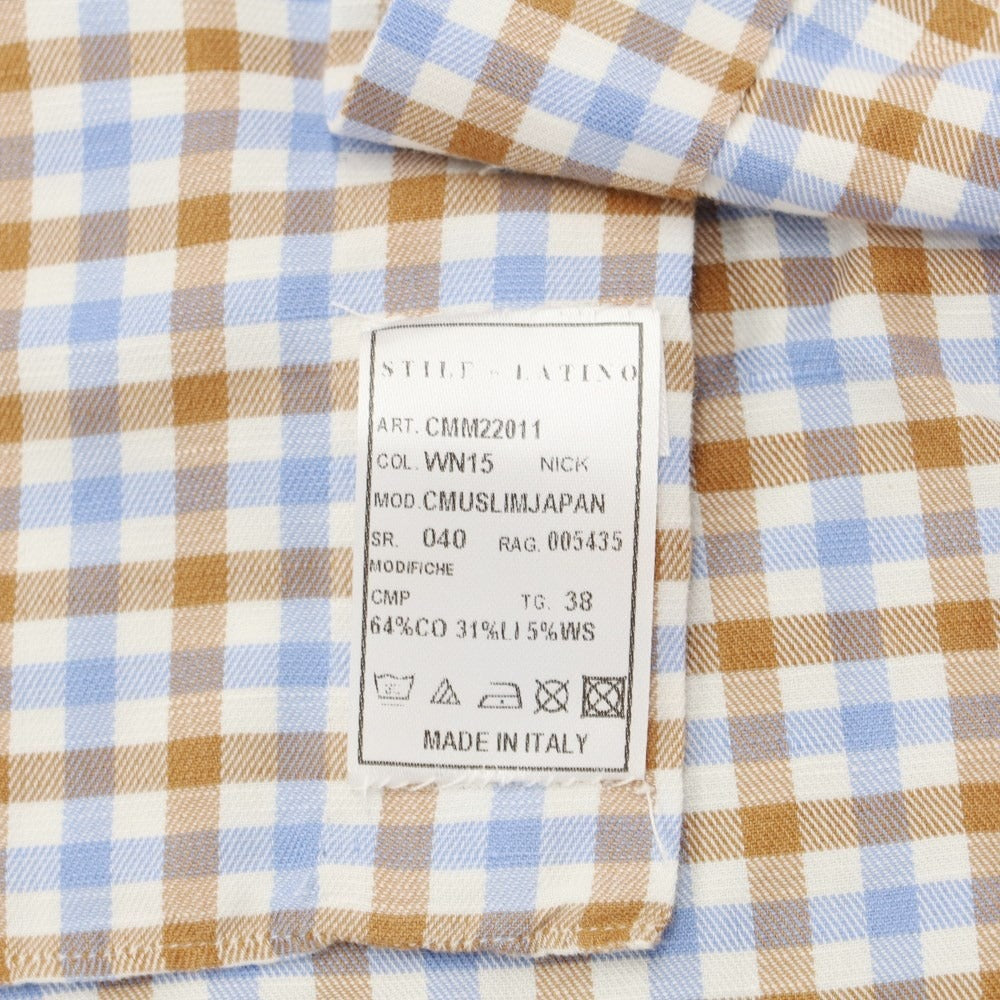 STILE LATINO
ART. CMM22011
COL. WN15 NICK
MOD.CMUSLIMJAPAN
SR. 040 RAG. 005435
MODIFICHE
CMP TG. 38
64%CO 31%LI 5%WS
MADE IN ITALY